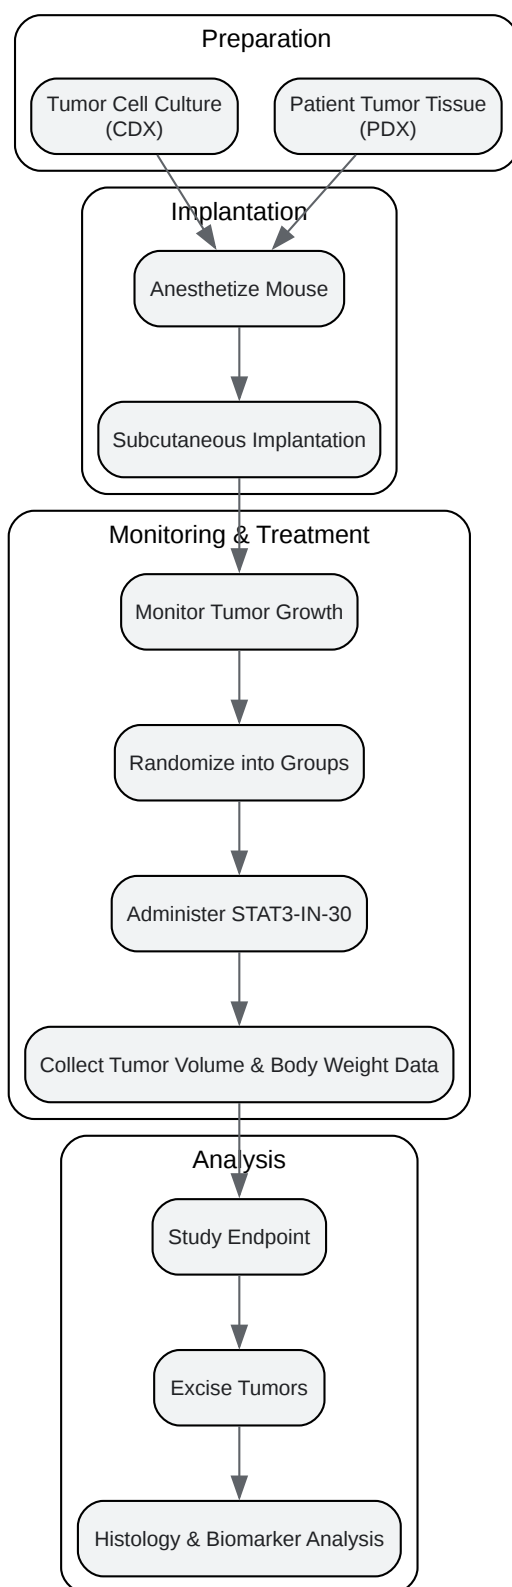 Preparation
Tumor Cell Culture
(CDX)
Patient Tumor Tissue
(PDX)
Implantation
Anesthetize Mouse
Subcutaneous Implantation
Monitoring & Treatment
Monitor Tumor Growth
Randomize into Groups
Administer STAT3-IN-30
Collect Tumor Volume & Body Weight Data
Analysis
Study Endpoint
Excise Tumors
Histology & Biomarker Analysis